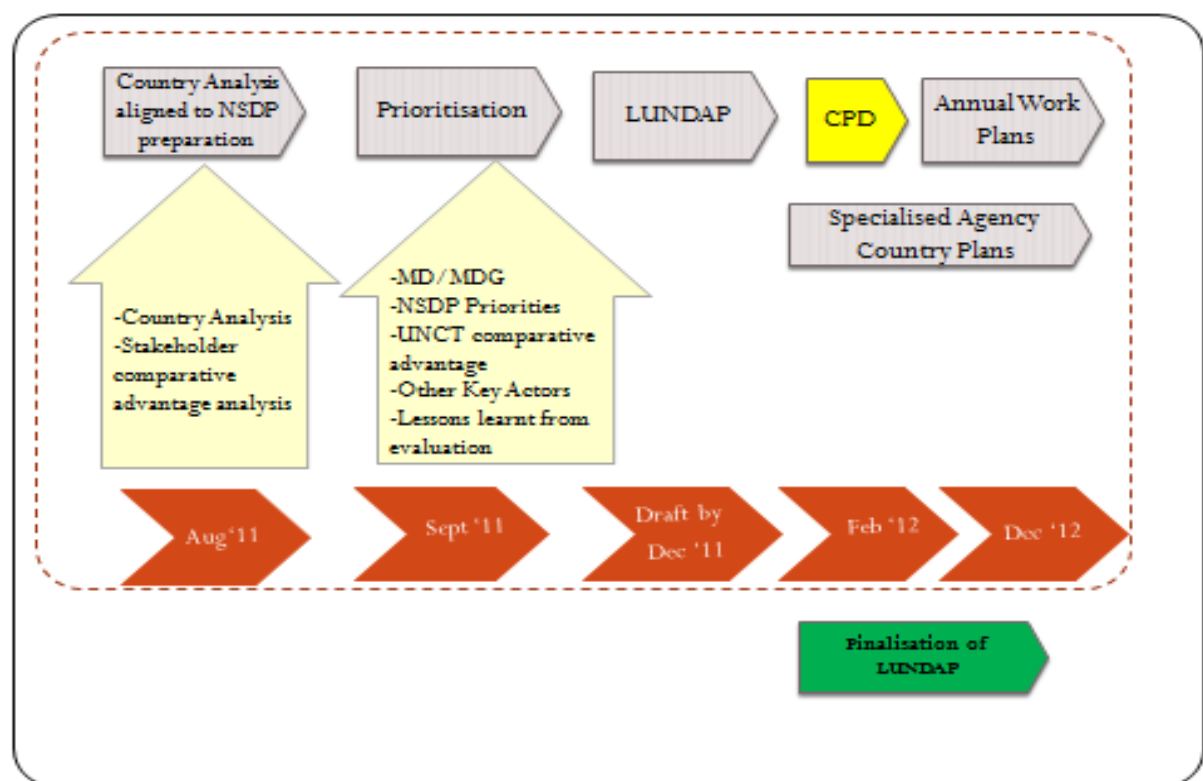 Country Analysis
aligned to NSDP
preparation
Prioritisation
LUNDAP
CPD
Annual Work
Plans
Specialised Agency
Country Plans
-Country Analysis
-Stakeholder
comparative
advantage analysis
-MD/MDG
-NSDP Priorities
-UNCT comparative
advantage
-Other Key Actors
-Lessons learnt from
evaluation
Aug '11
Sept '11
Draft by
Dec '11
Feb '12
Dec '12
Finalisation of
LUNDAP